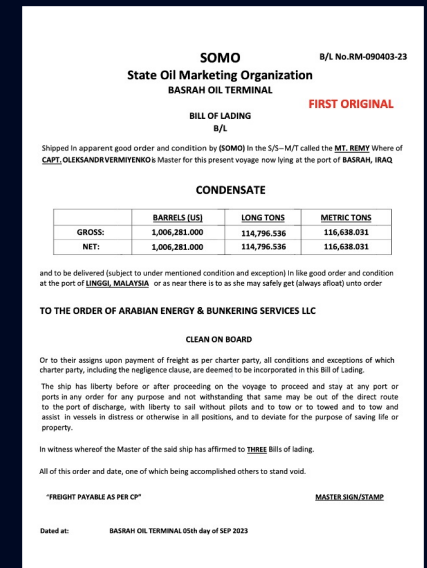 SOMO
B/L No.RM-090403-23
State Oil Marketing Organization
BASRAH OIL TERMINAL
FIRST ORIGINAL
BILL OF LADING
B/L
Shipped In apparent good order and condition by (SOMO) In the S/S–M/T called the MT. REMY Where of
CAPT. OLEKSANDRVERMIYENKOis Master for this present voyage now lying at the port of BASRAH, IRAQ
CONDENSATE
BARRELS (US) LONG TONS METRIC TONS
GROSS: 1,006,281.000 114,796.536 116,638.031
NET: 1,006,281.000 114,796.536 116,638.031
and to be delivered (subject to under mentioned condition and exception) In like good order and condition
at the port of LINGGI, MALAYSIA or as near there is to as she may safely get (always afloat) unto order
TO THE ORDER OF ARABIAN ENERGY & BUNKERING SERVICES LLC
CLEAN ON BOARD
Or to their assigns upon payment of freight as per charter party, all conditions and exceptions of which
charter party, including the negligence clause, are deemed to be incorporated in this Bill of Lading.
The ship has liberty before or after proceeding on the voyage to proceed and stay at any port or
ports in any order for any purpose and not withstanding that same may be out of the direct route
to the port of discharge, with liberty to sail without pilots and to tow or to towed and to tow and
assist in vessels in distress or otherwise in all positions, and to deviate for the purpose of saving life or
property.
In witness whereof the Master of the said ship has affirmed to THREE Bills of lading.
All of this order and date, one of which being accomplished others to stand void.
"FREIGHT PAYABLE AS PER CP"
MASTER SIGN/STAMP
Dated at: BASRAH OIL TERMINAL 05th day of SEP 2023